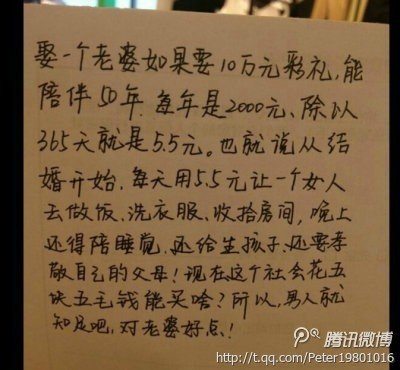 娶一个老婆如果要10万元彩礼,能
陪伴50年.每年是2000元、除以
365天就是5.5元。也就说从结
婚开始.每天用5.5元让一个女人
去做饭、洗衣服、收拾房间,晚上
还得陪睡觉.还给生孩子.还要孝
敬自己的父母!现在这个社会花五
块五毛钱能买啥?所以,男人就
知足吧,对老婆好点!
腾讯微博
http://t.qq.com/Peter19801016